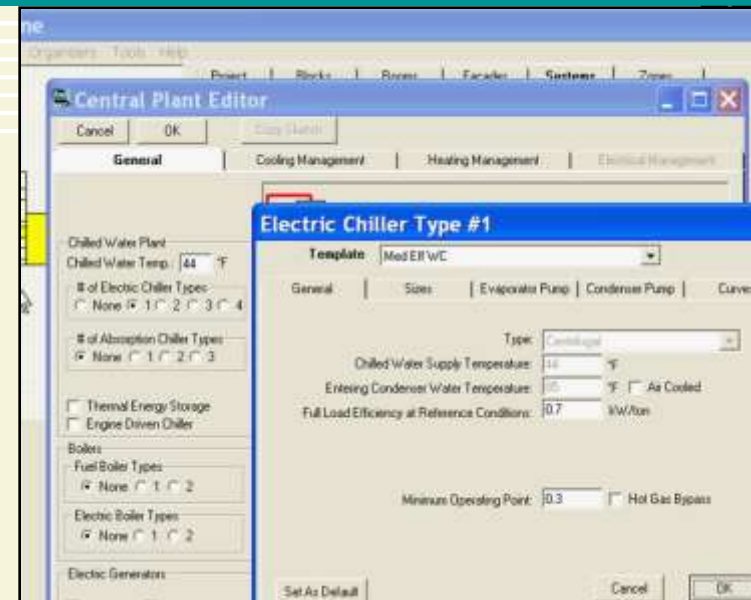 ne
Organizers Tools Help
Project Blocks Rooms Facades Systems Zones
Central Plant Editor
Cancel OK Copy Sketch
General Cooling Management Heating Management Electrical Management
Electric Chiller Type #1
Template Med Eff WC
General Sizes Evaporator Pump Condenser Pump Curves
Chilled Water Plant
Chilled Water Temp.: 44 °F
# of Electric Chiller Types
None 1 2 3 4
# of Absorption Chiller Types
None 1 2 3
Thermal Energy Storage
Engine Driven Chiller
Boilers
Fuel Boiler Types
None 1 2
Electric Boiler Types
None 1 2
Electric Generators
Type: Centrifugal
Chilled Water Supply Temperature: 44 °F
Entering Condenser Water Temperature: 85 °F Air Cooled
Full Load Efficiency at Reference Conditions: 0.7 kW/ton
Minimum Operating Point: 0.3 Hot Gas Bypass
Set As Default Cancel OK